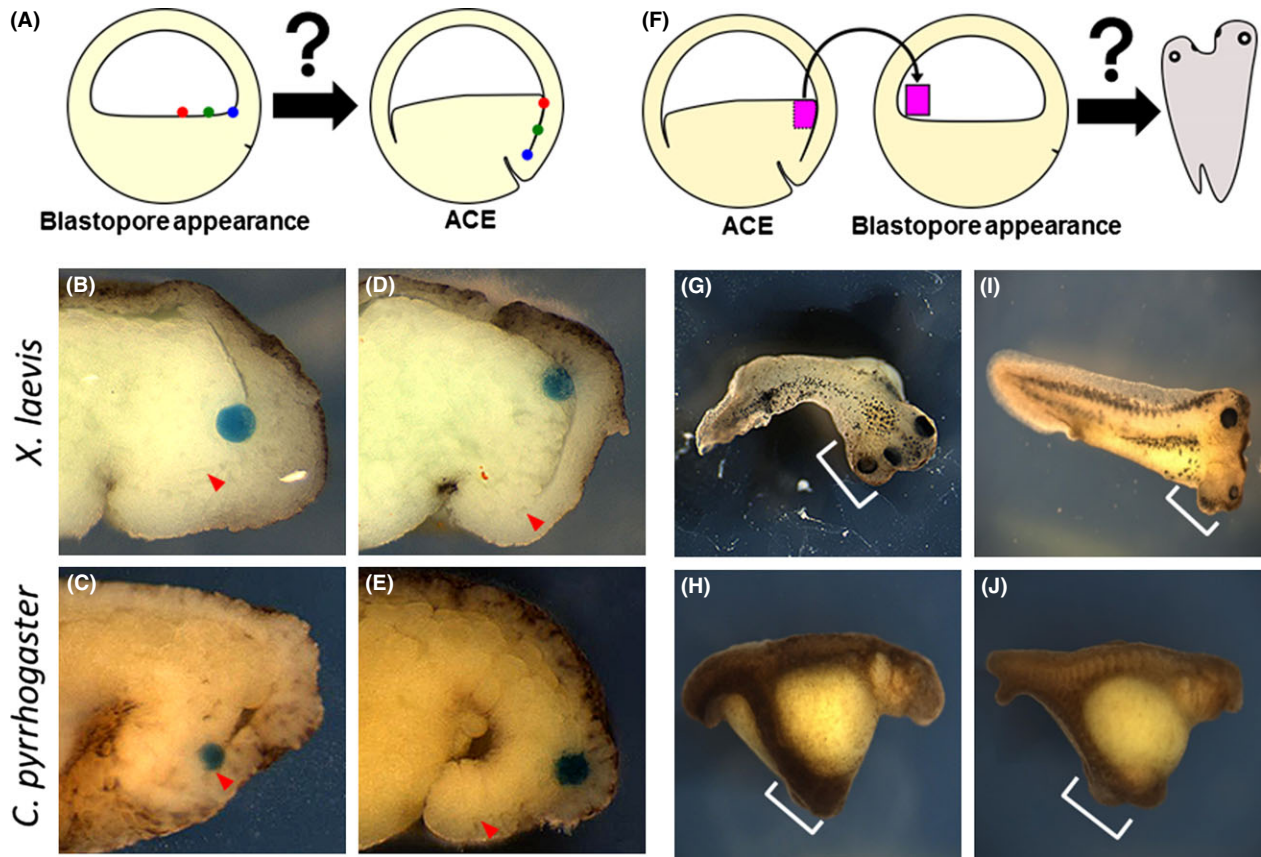 (A)
?
Blastopore appearance
ACE
(F)
?
ACE
Blastopore appearance
X. laevis
(B)
(D)
(G)
(I)
C. pyrrhogaster
(C)
(E)
(H)
(J)